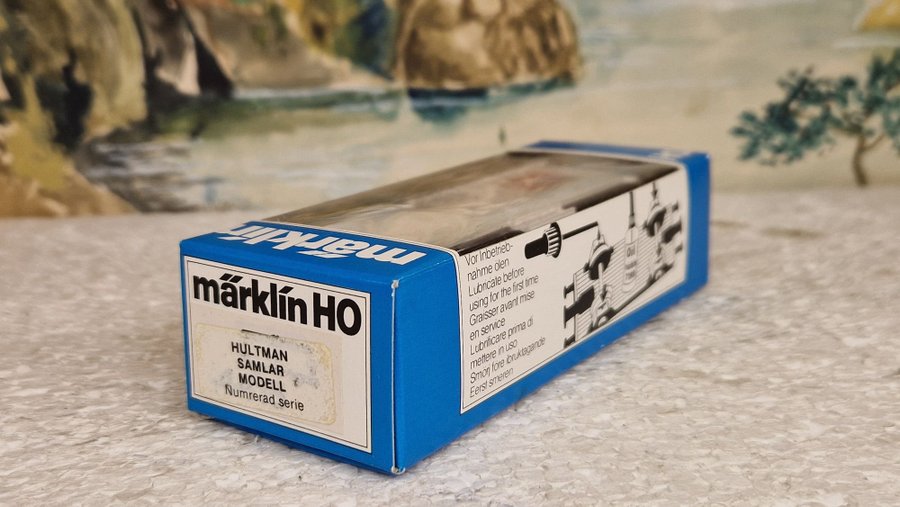 märklin
märklin HO
HULTMAN
SAMLAR
MODELL
Numrerad serie
Vor Inbetrieb-
nahme ölen
Lubricate before
using for the first time
Graisser avant mise
en service
Lubrificare prima di
mettere in uso
Smörj före ibruktagande
Eerst smeren
Oil